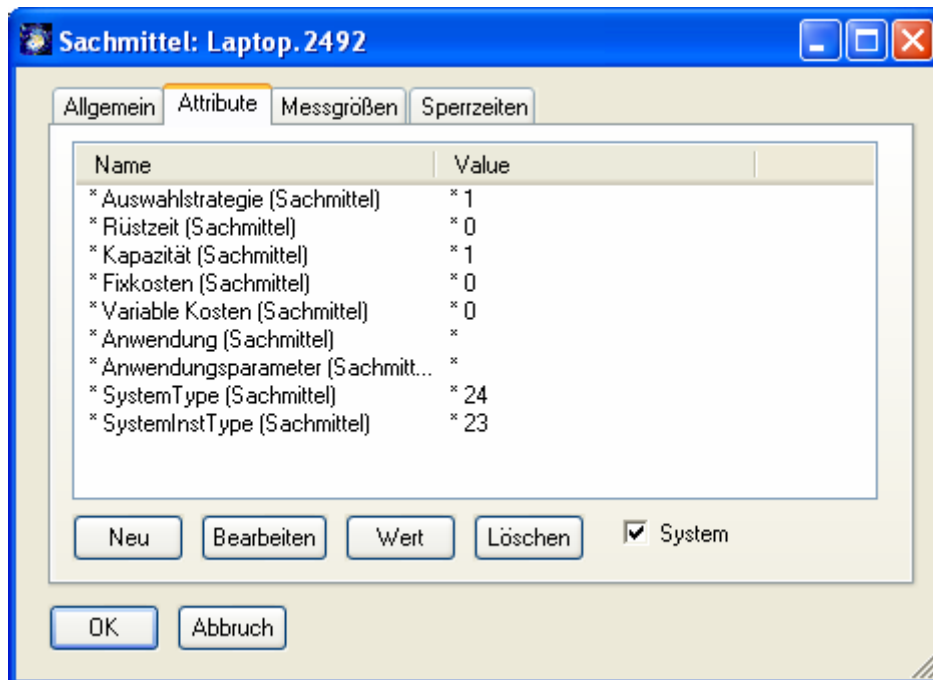 Sachmittel: Laptop.2492
Allgemein Attribute Messgrößen Sperrzeiten
Name Value
* Auswahlstrategie (Sachmittel) * 1
* Rüstzeit (Sachmittel) * 0
* Kapazität (Sachmittel) * 1
* Fixkosten (Sachmittel) * 0
* Variable Kosten (Sachmittel) * 0
* Anwendung (Sachmittel) *
* Anwendungsparameter (Sachmitt... *
* SystemType (Sachmittel) * 24
* SystemInstType (Sachmittel) * 23
Neu Bearbeiten Wert Löschen System
OK Abbruch